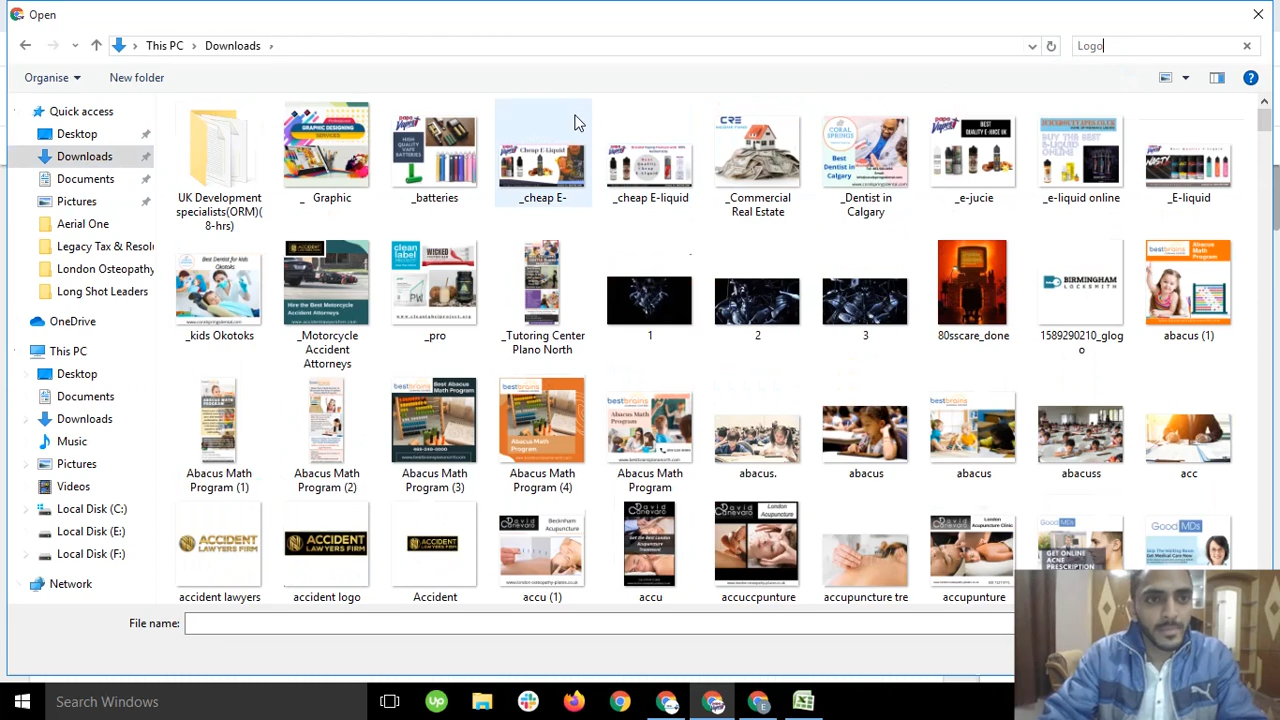 Open
This PC
Downloads
Logo
Organise
New folder
Quick access
Desktop
Downloads
Documents
Pictures
Aerial One
Legacy Tax & Resolu
London Osteopathy
Long Shot Leaders
OneDrive
This PC
Desktop
Documents
Downloads
Music
Pictures
Videos
Local Disk (C:)
Local Disk (E:)
Local Disk (F:)
Network
UK Development
specialists(ORM)(
8-hrs)
_ Graphic
_batteries
_cheap E-
_cheap E-liquid
_Commercial
Real Estate
_Dentist in
Calgary
_e-jucie
_e-liquid online
_E-liquid
_kids Okotoks
_Motorcycle
Accident
Attorneys
_pro
_Tutoring Center
Plano North
1
2
3
80sscare_done
1589290210_glog
o
abacus (1)
Abacus Math
Program (1)
Abacus Math
Program (2)
Abacus Math
Program (3)
Abacus Math
Program (4)
Abacus Math
Program
abacus.
abacus
abacus
abacuss
acc
accident lawyers
accident logo
Accident
accu (1)
accu
accuccpunture
accupuncture tre
accupunture
File name:
Search Windows